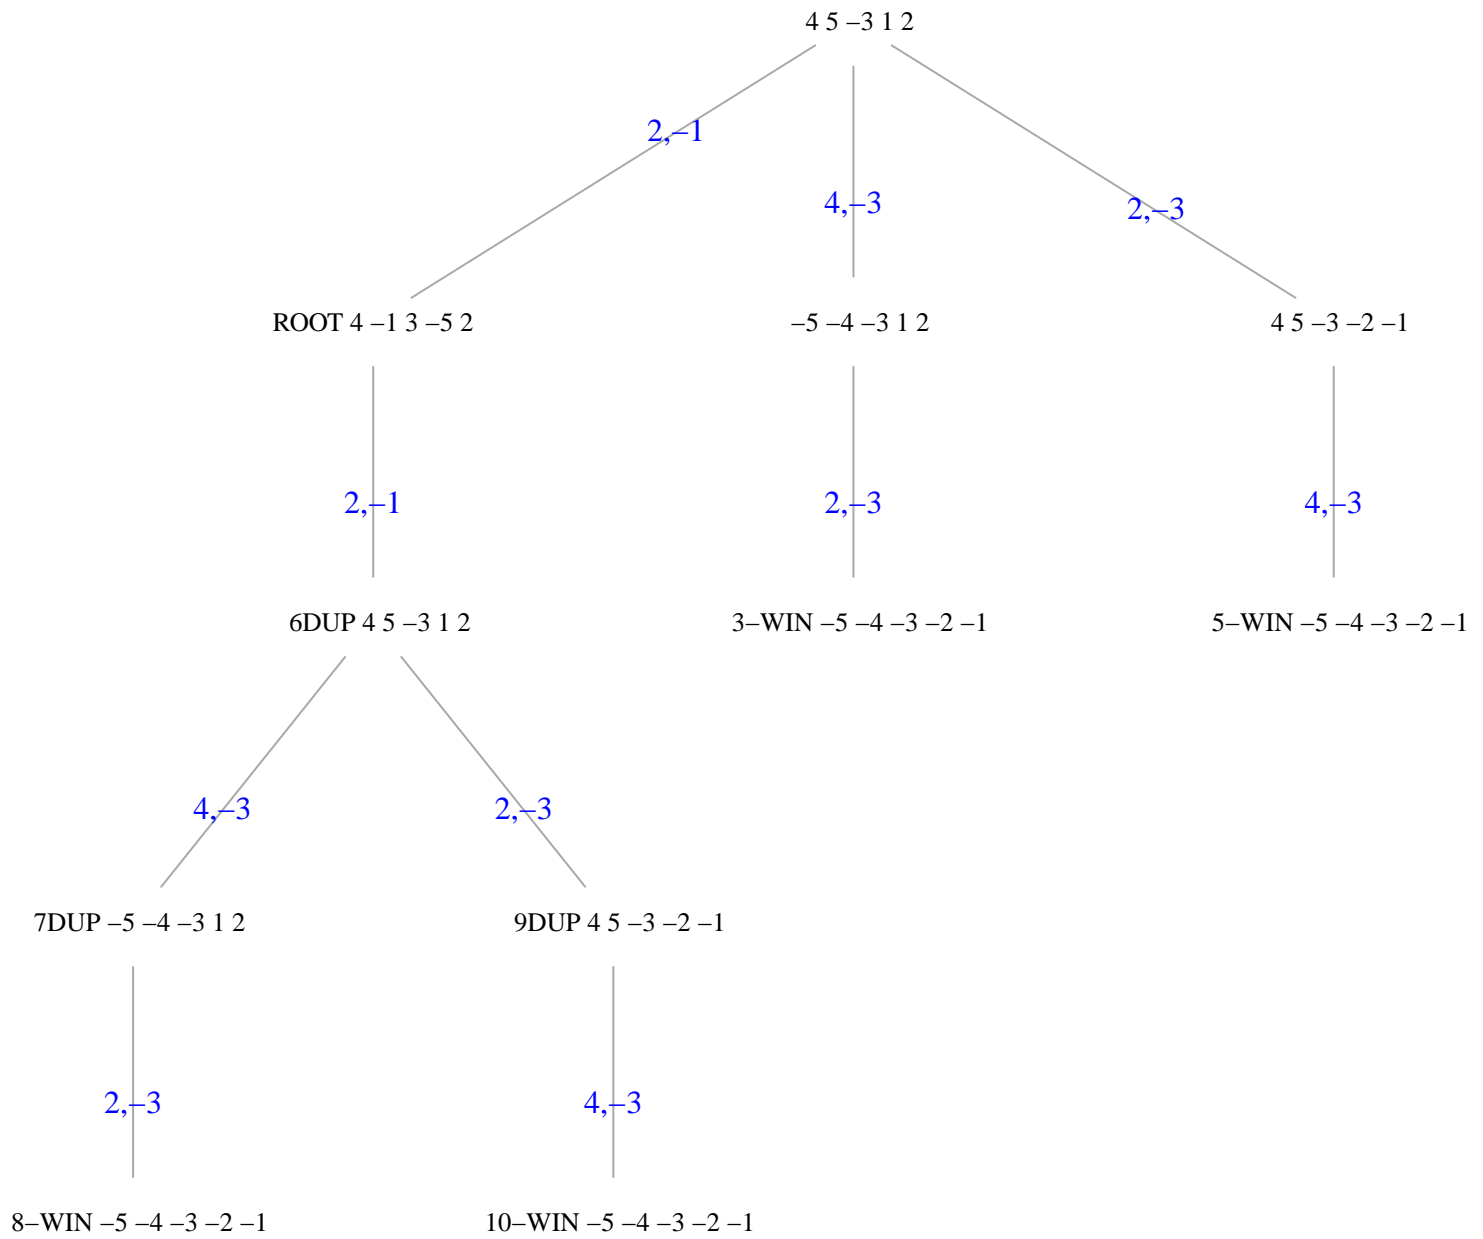 4 5 –3 1 2
2,–1
4,–3
2,–3
ROOT 4 –1 3 –5 2
–5 –4 –3 1 2
4 5 –3 –2 –1
2,–1
2,–3
4,–3
6DUP 4 5 –3 1 2
3–WIN –5 –4 –3 –2 –1
5–WIN –5 –4 –3 –2 –1
4,–3
2,–3
7DUP –5 –4 –3 1 2
9DUP 4 5 –3 –2 –1
2,–3
4,–3
8–WIN –5 –4 –3 –2 –1
10–WIN –5 –4 –3 –2 –1